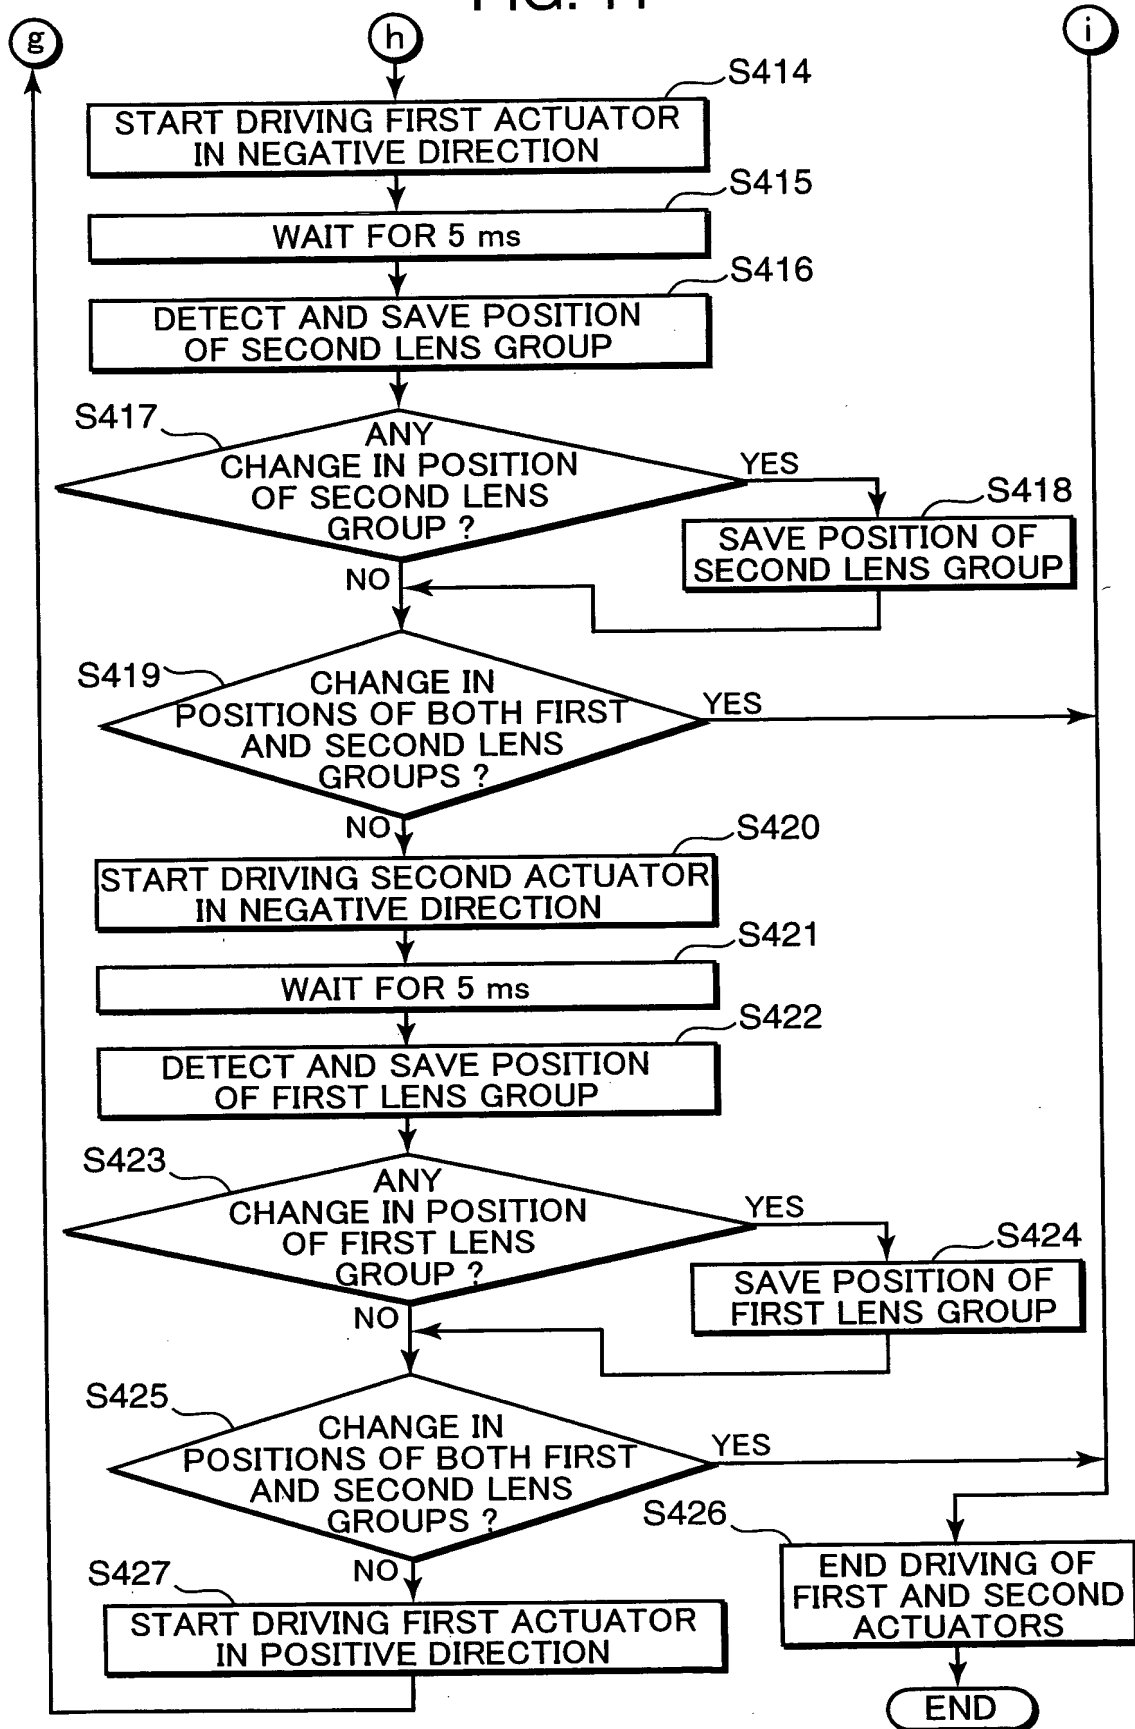 FIG. 11
g
h
i
S414
START DRIVING FIRST ACTUATOR
IN NEGATIVE DIRECTION
S415
WAIT FOR 5 ms
S416
DETECT AND SAVE POSITION
OF SECOND LENS GROUP
S417
ANY
CHANGE IN POSITION
OF SECOND LENS
GROUP ?
YES
S418
SAVE POSITION OF
SECOND LENS GROUP
NO
S419
CHANGE IN
POSITIONS OF BOTH FIRST
AND SECOND LENS
GROUPS ?
YES
NO
S420
START DRIVING SECOND ACTUATOR
IN NEGATIVE DIRECTION
S421
WAIT FOR 5 ms
S422
DETECT AND SAVE POSITION
OF FIRST LENS GROUP
S423
ANY
CHANGE IN POSITION
OF FIRST LENS
GROUP ?
YES
S424
SAVE POSITION OF
FIRST LENS GROUP
NO
S425
CHANGE IN
POSITIONS OF BOTH FIRST
AND SECOND LENS
GROUPS ?
YES
S426
END DRIVING OF
FIRST AND SECOND
ACTUATORS
NO
S427
START DRIVING FIRST ACTUATOR
IN POSITIVE DIRECTION
END